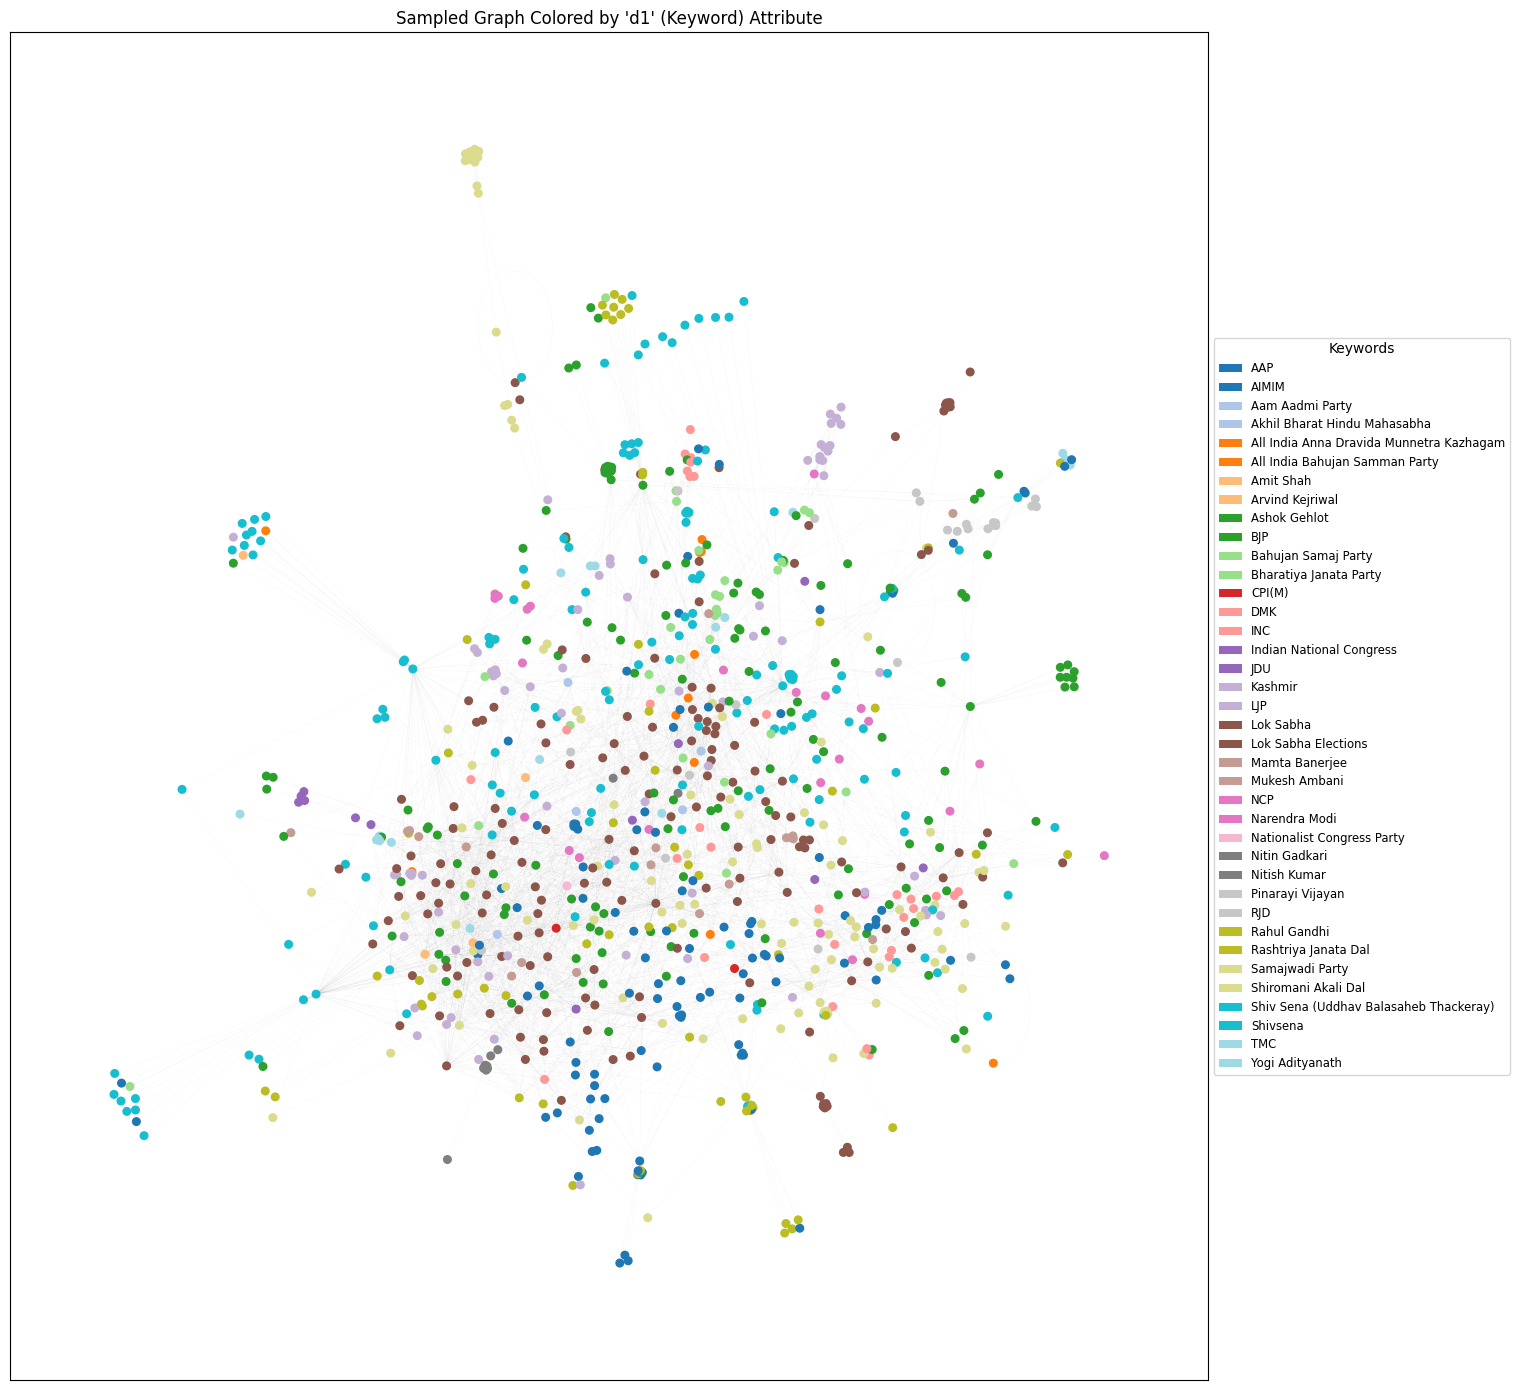 Sampled Graph Colored by 'd1' (Keyword) Attribute
Keywords
AAP
AIMIM
Aam Aadmi Party
Akhil Bharat Hindu Mahasabha
All India Anna Dravida Munnetra Kazhagam
All India Bahujan Samman Party
Amit Shah
Arvind Kejriwal
Ashok Gehlot
BJP
Bahujan Samaj Party
Bharatiya Janata Party
CPI(M)
DMK
INC
Indian National Congress
JDU
Kashmir
LJP
Lok Sabha
Lok Sabha Elections
Mamta Banerjee
Mukesh Ambani
NCP
Narendra Modi
Nationalist Congress Party
Nitin Gadkari
Nitish Kumar
Pinarayi Vijayan
RJD
Rahul Gandhi
Rashtriya Janata Dal
Samajwadi Party
Shiromani Akali Dal
Shiv Sena (Uddhav Balasaheb Thackeray)
Shivsena
TMC
Yogi Adityanath